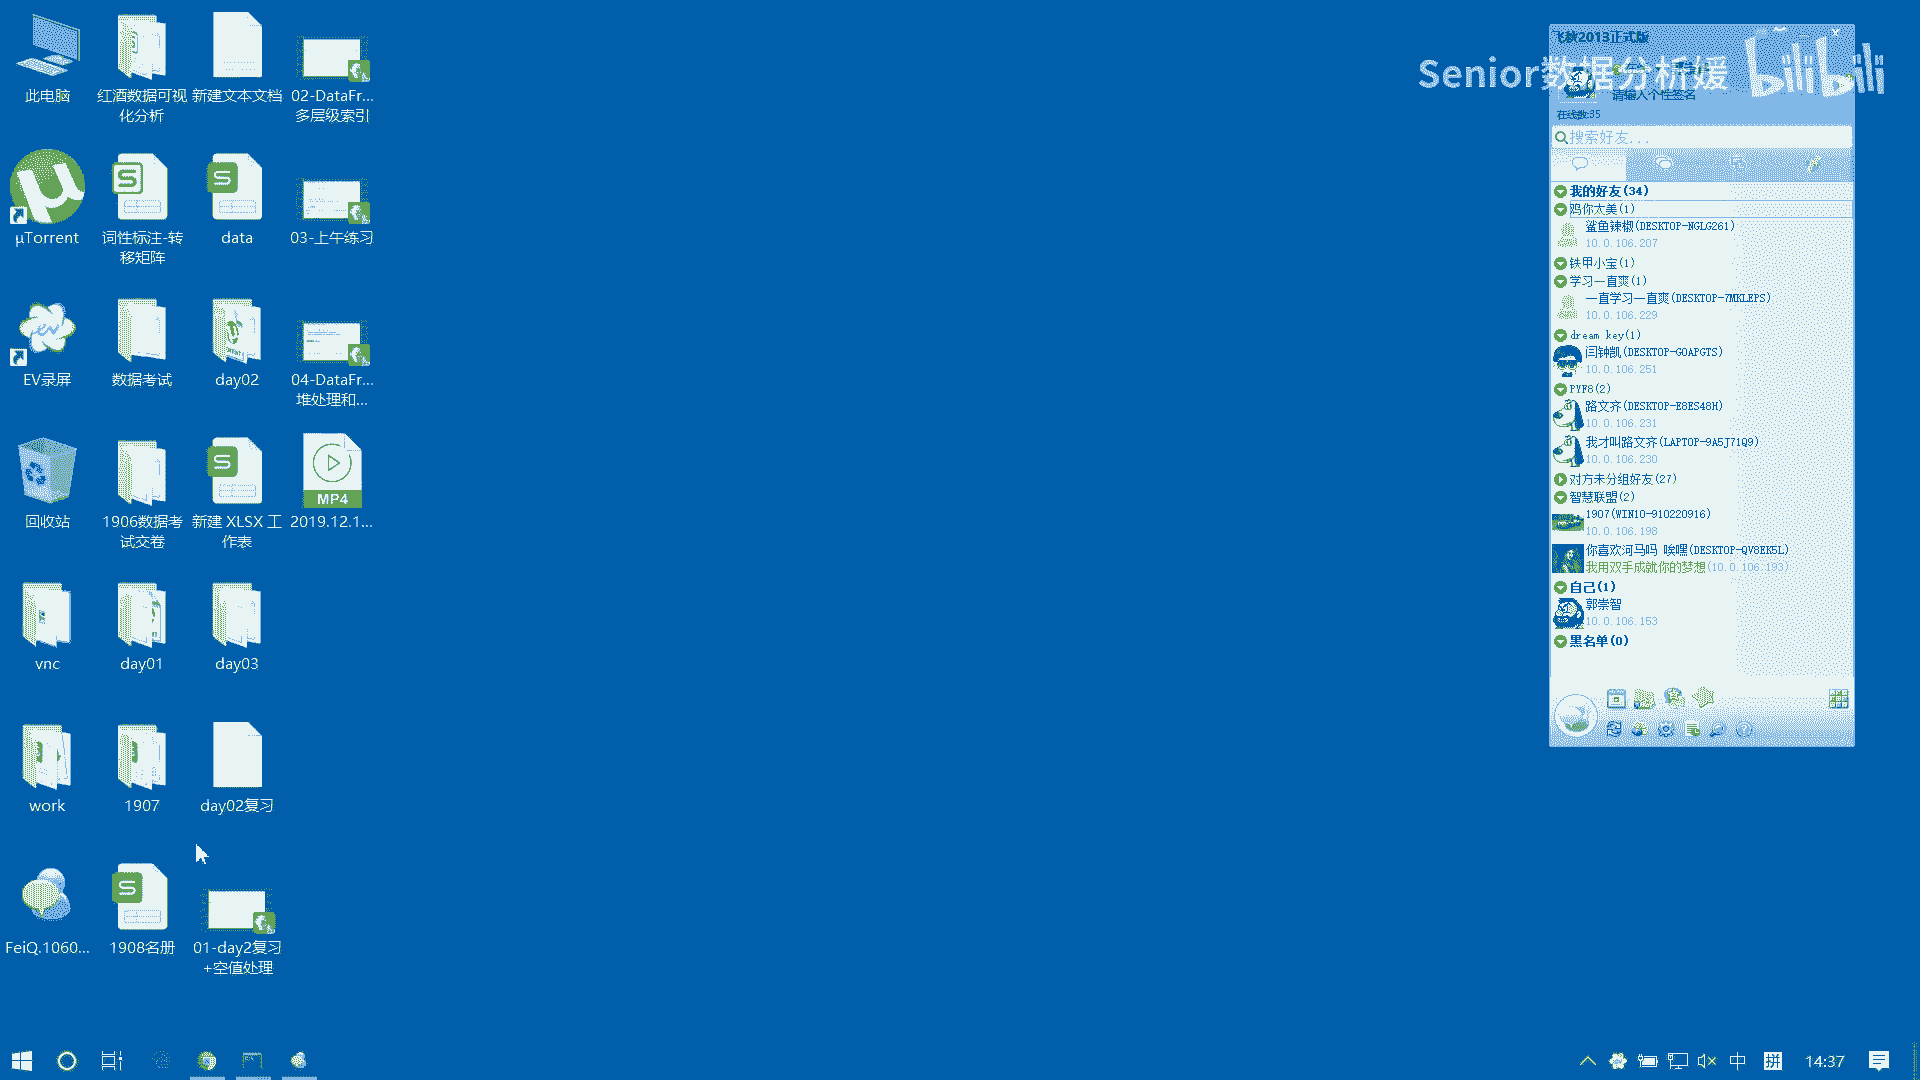 此电脑
红酒数据可视
化分析
新建文本文档
02-DataFr...
多层级索引
μTorrent
词性标注-转
移矩阵
data
03-上午练习
EV录屏
数据考试
day02
04-DataFr...
堆处理和...
回收站
1906数据考
试交卷
新建 XLSX 工
作表
MP4
2019.12.1...
vnc
day01
day03
work
1907
day02复习
FeiQ.1060...
1908名册
01-day2复习
+空值处理
飞秋2013正式版
Senior数据分析媛
bilibili
请输入个性签名
在线数:35
搜索好友...
我的好友(34)
鸡你太美(1)
鲨鱼辣椒(DESKTOP-NGLG261)
10.0.106.207
铁甲小宝(1)
学习一直爽(1)
一直学习一直爽(DESKTOP-7MKLEPS)
10.0.106.229
dream key(1)
闫钟凯(DESKTOP-GOAPGTS)
10.0.106.251
PYF8(2)
路文齐(DESKTOP-E8ES48H)
10.0.106.231
我才叫路文齐(LAPTOP-9A5J71Q9)
10.0.106.230
对方未分组好友(27)
智慧联盟(2)
1907(WIN10-910220916)
10.0.106.198
你喜欢河马吗 唉嘿(DESKTOP-QV8EK5L)
我用双手成就你的梦想(10.0.106.193)
自己(1)
郭崇智
10.0.106.153
黑名单(0)
中
拼
14:37